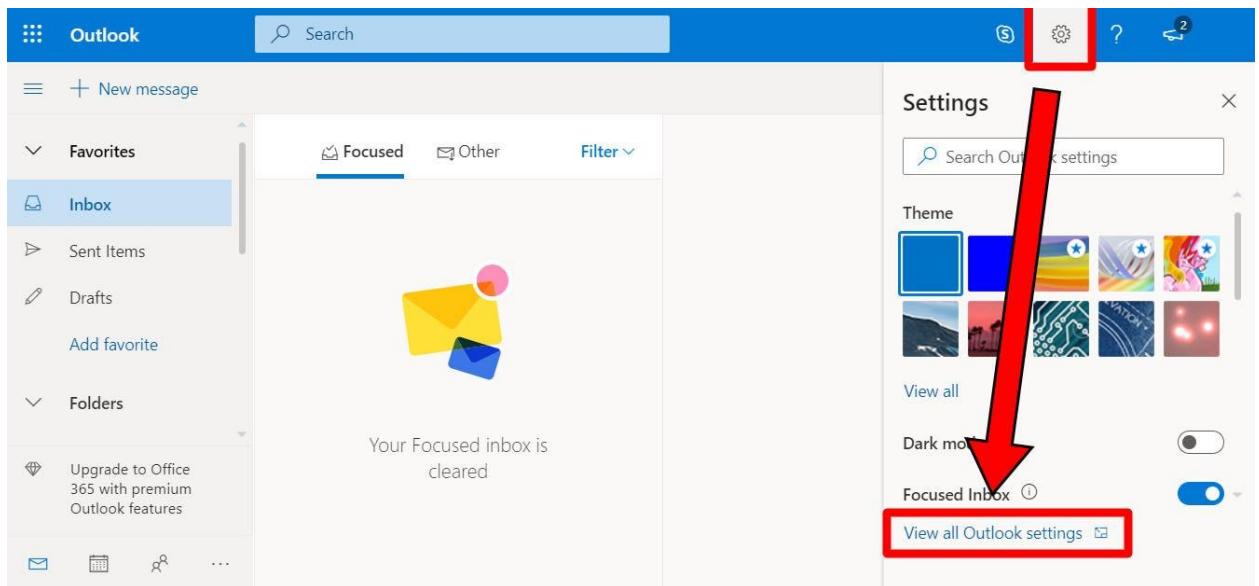 Outlook
Search
2
New message
Settings
Favorites
Focused
Other
Filter
Search Out settings
Inbox
Theme
Sent Items
Drafts
Add favorite
View all
Folders
Your Focused inbox is
cleared
Dark mod
Upgrade to Office
365 with premium
Outlook features
Focused Inbox
View all Outlook settings